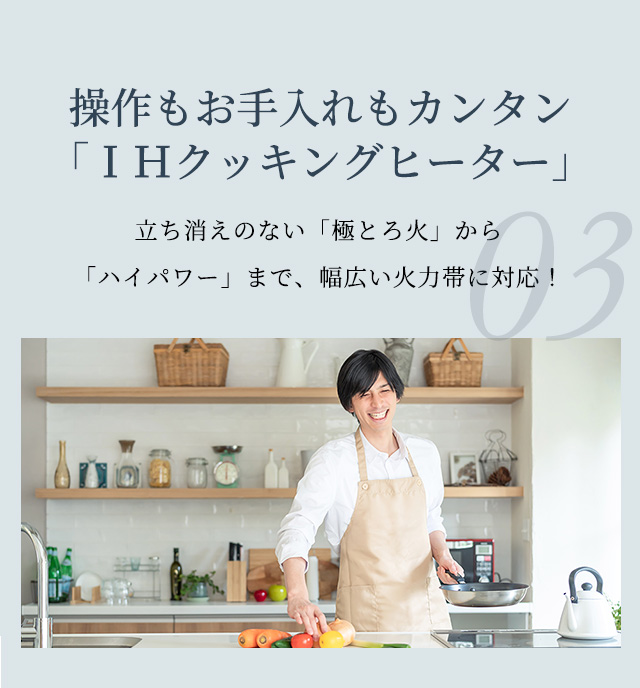 操作もお手入れもカンタン
「ＩＨクッキングヒーター」
03
立ち消えのない「極とろ火」から
「ハイパワー」まで、幅広い火力帯に対応！